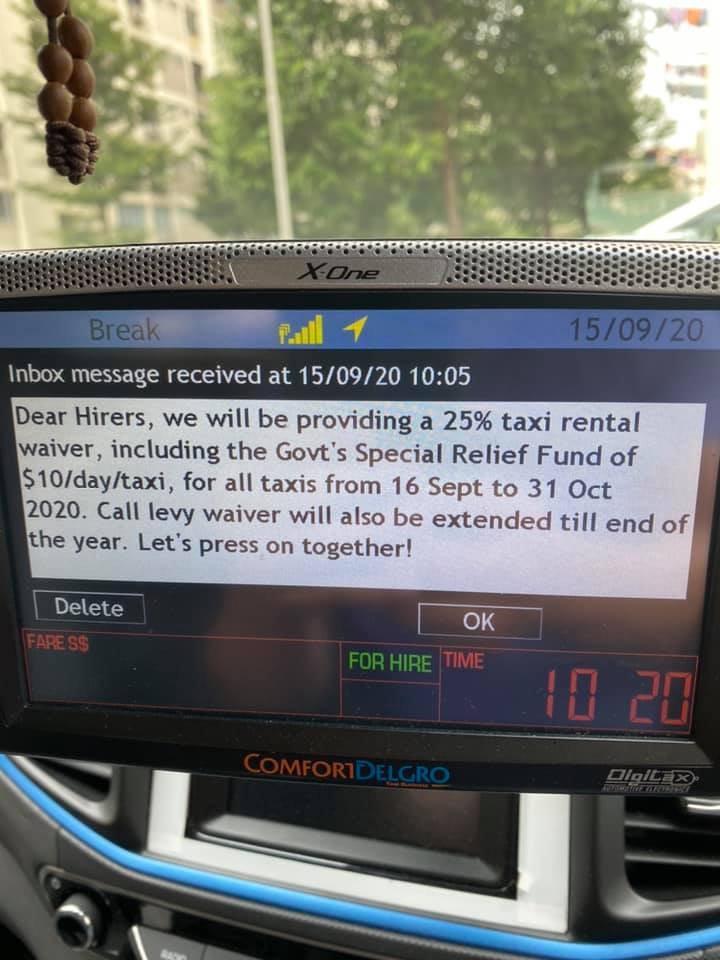 X-One
Break
15/09/20
Inbox message received at 15/09/20 10:05
Dear Hirers, we will be providing a 25% taxi rental
waiver, including the Govt's Special Relief Fund of
$10/day/taxi, for all taxis from 16 Sept to 31 Oct
2020. Call levy waiver will also be extended till end of
the year. Let's press on together!
Delete
OK
FARE S$
FOR HIRE
TIME
10 20
COMFORTDELGRO
Digitax
AUTOMOTIVE ELECTRONICS
RADIO